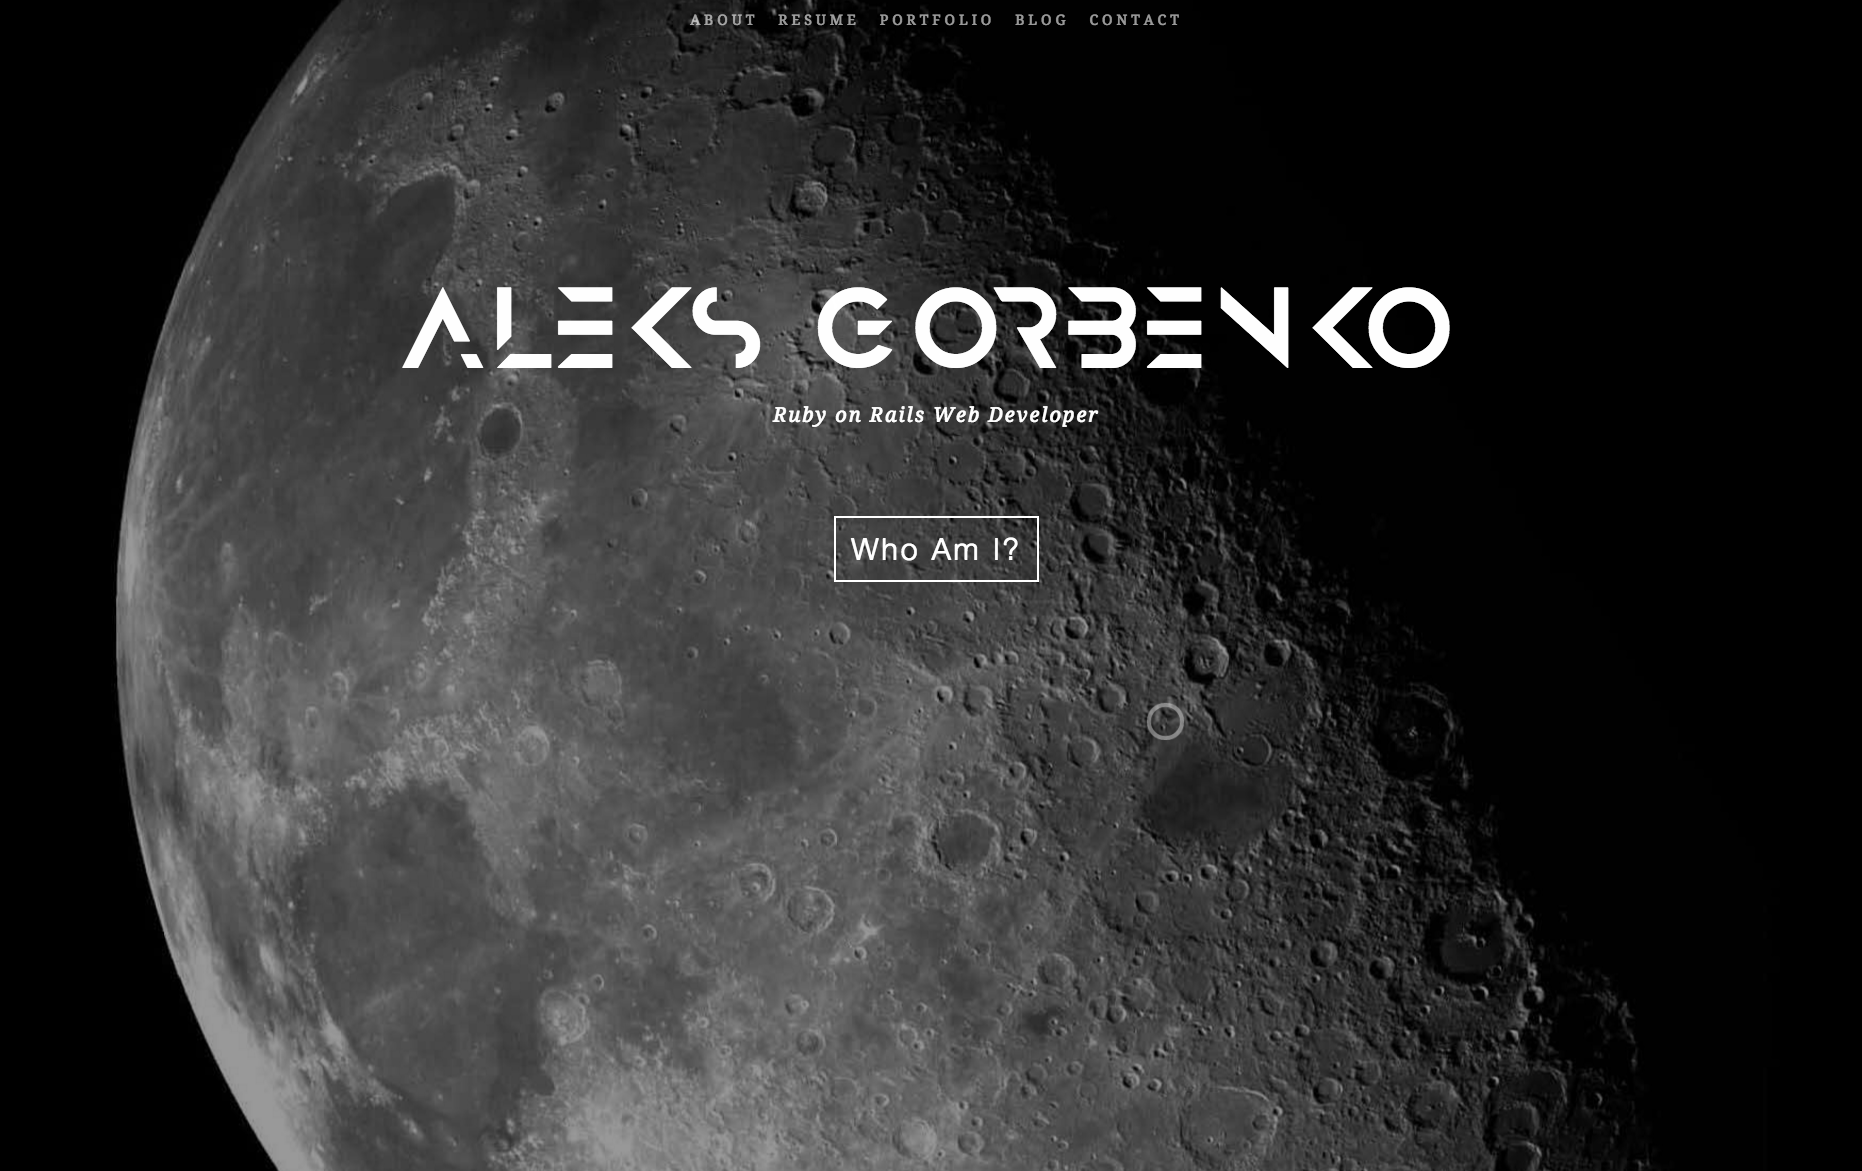 ABOUT RESUME PORTFOLIO BLOG CONTACT
ALEKS GORBENKO
Ruby on Rails Web Developer
Who Am I?